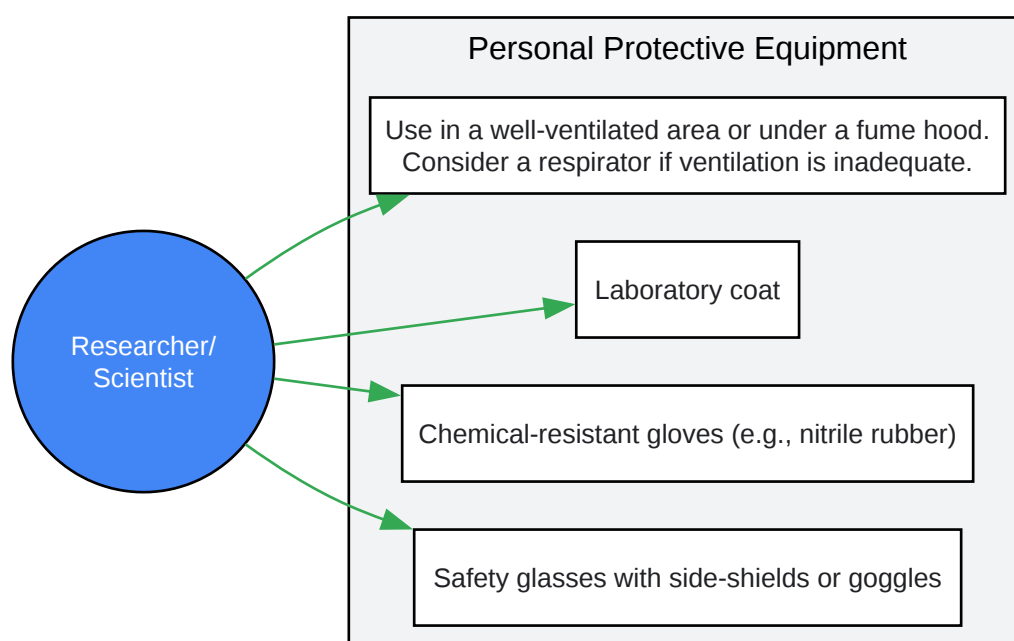 Personal Protective Equipment
Use in a well-ventilated area or under a fume hood.
Consider a respirator if ventilation is inadequate.
Laboratory coat
Researcher/
Scientist
Chemical-resistant gloves (e.g., nitrile rubber)
Safety glasses with side-shields or goggles